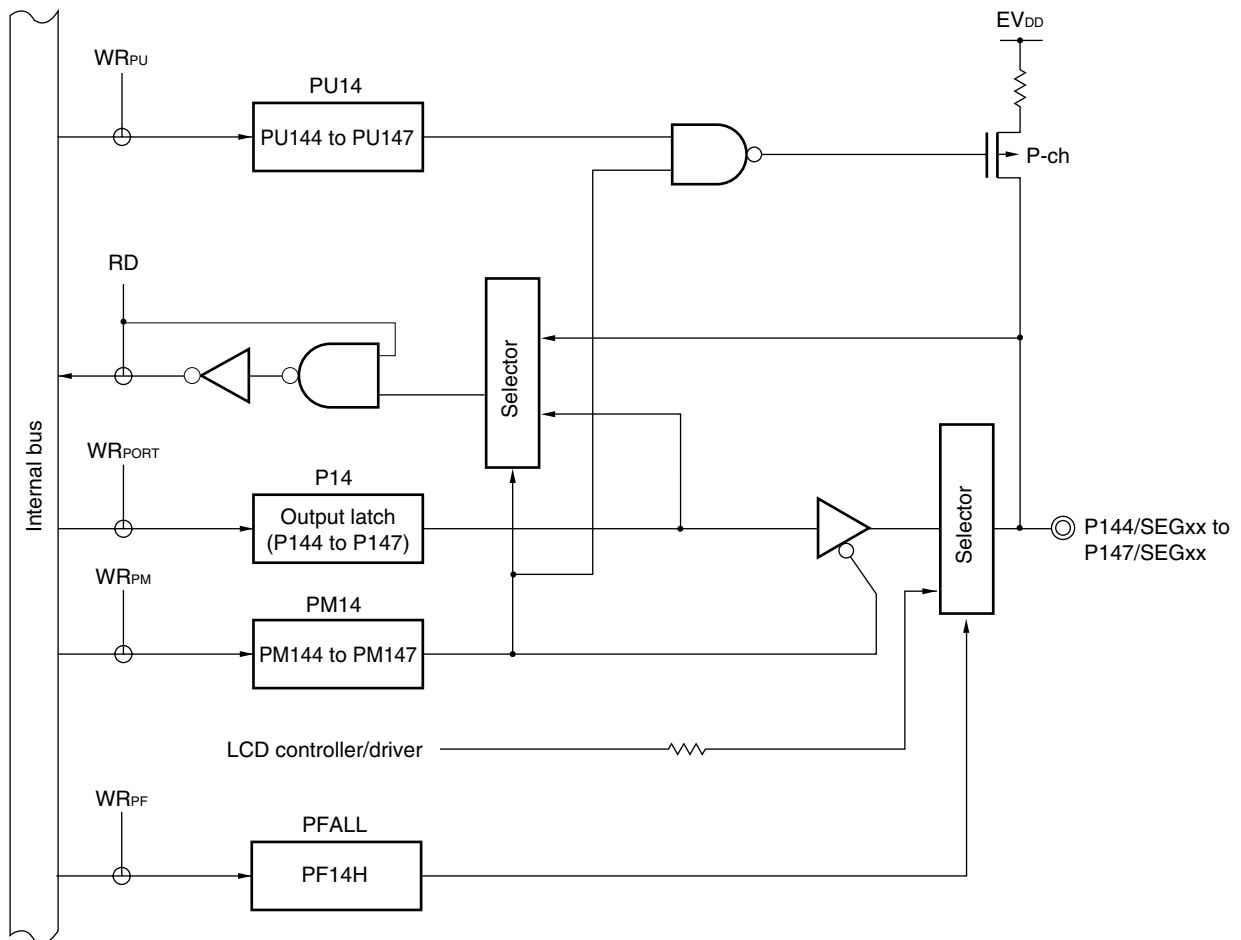 EVDD
WRPU
PU14
PU144 to PU147
P-ch
RD
Selector
Internal bus
WRPORT
P14
Output latch
(P144 to P147)
Selector
P144/SEGxx to
P147/SEGxx
WRPM
PM14
PM144 to PM147
LCD controller/driver
WRPF
PFALL
PF14H